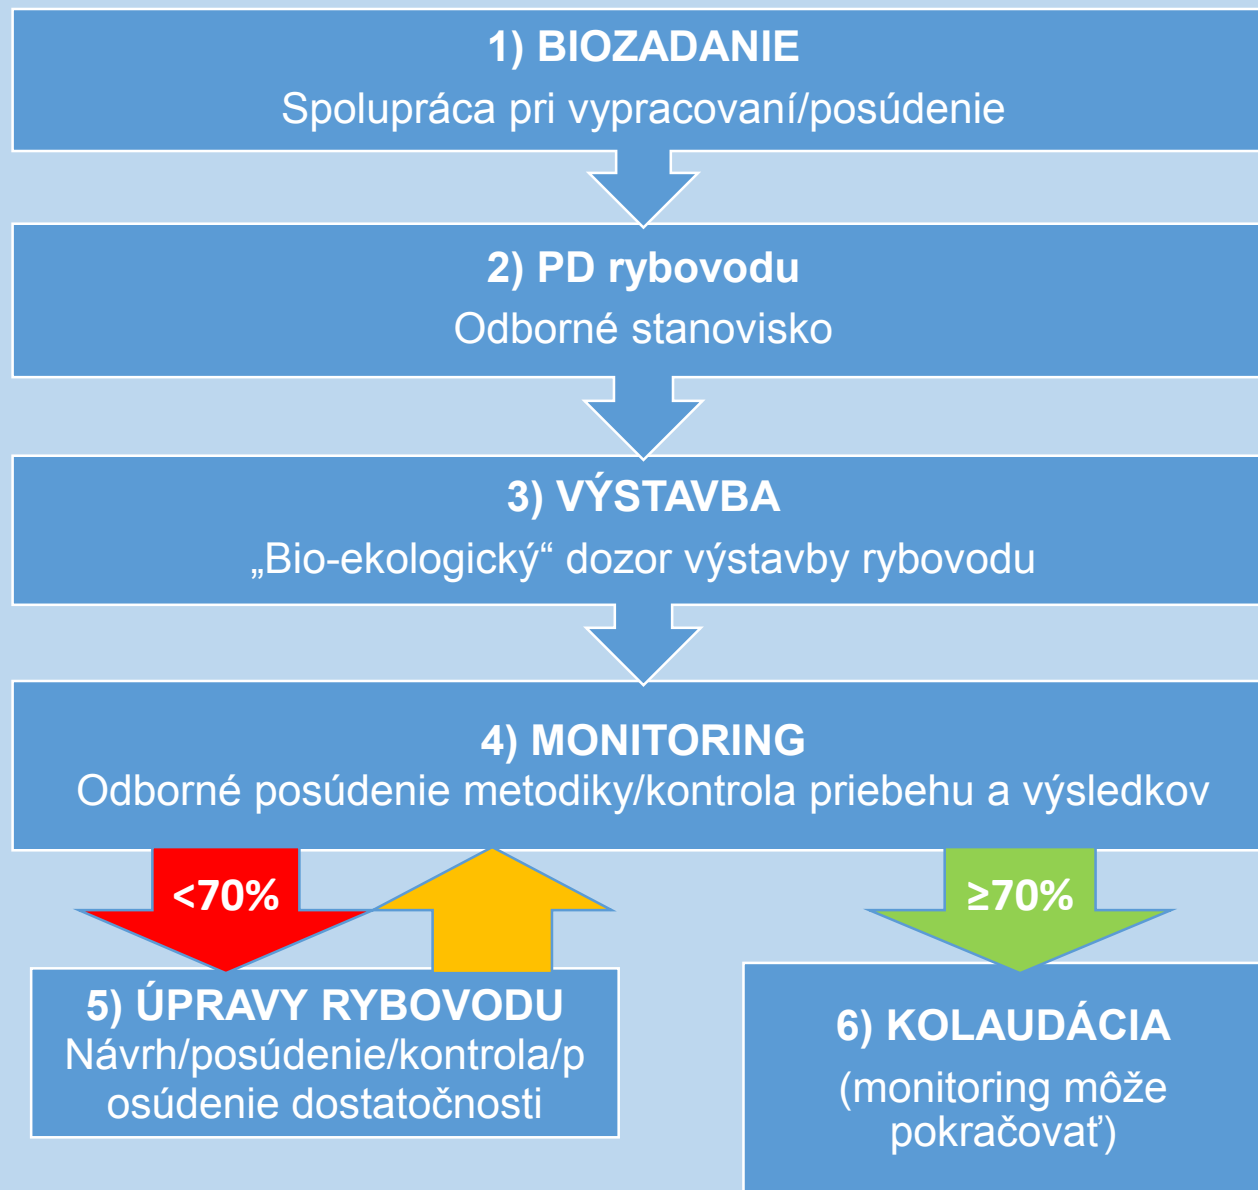 1) BIOZADANIE
Spolupráca pri vypracovaní/posúdenie
2) PD rybovodu
Odborné stanovisko
3) VÝSTAVBA
„Bio-ekologický“ dozor výstavby rybovodu
4) MONITORING
Odborné posúdenie metodiky/kontrola priebehu a výsledkov
<70%
≥70%
5) ÚPRAVY RYBOVODU
Návrh/posúdenie/kontrola/p
osúdenie dostatočnosti
6) KOLAUDÁCIA
(monitoring môže
pokračovať)